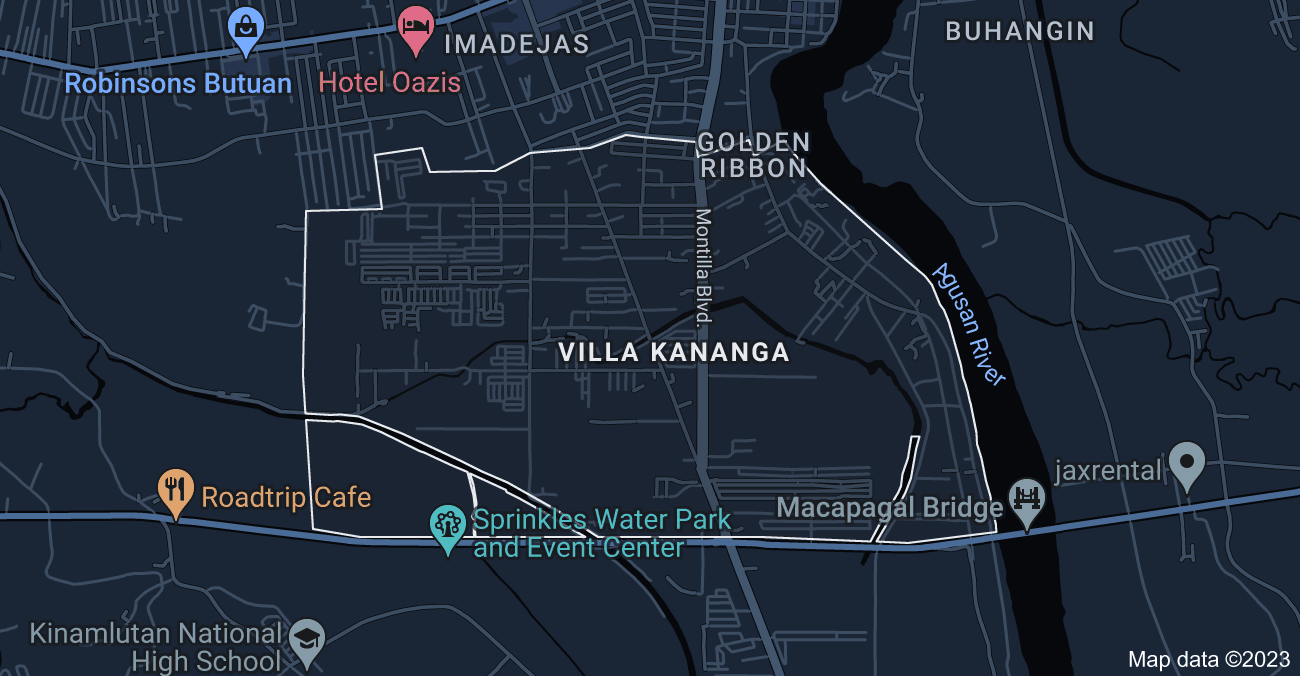 BUHANGIN
IMADEJAS
Robinsons Butuan
Hotel Oazis
GOLDEN
RIBBON
Montilla Blvd.
Agusan River
VILLA KANANGA
jaxrental
Roadtrip Cafe
Macapagal Bridge
Sprinkles Water Park
and Event Center
Kinamlutan National
High School
Map data ©2023